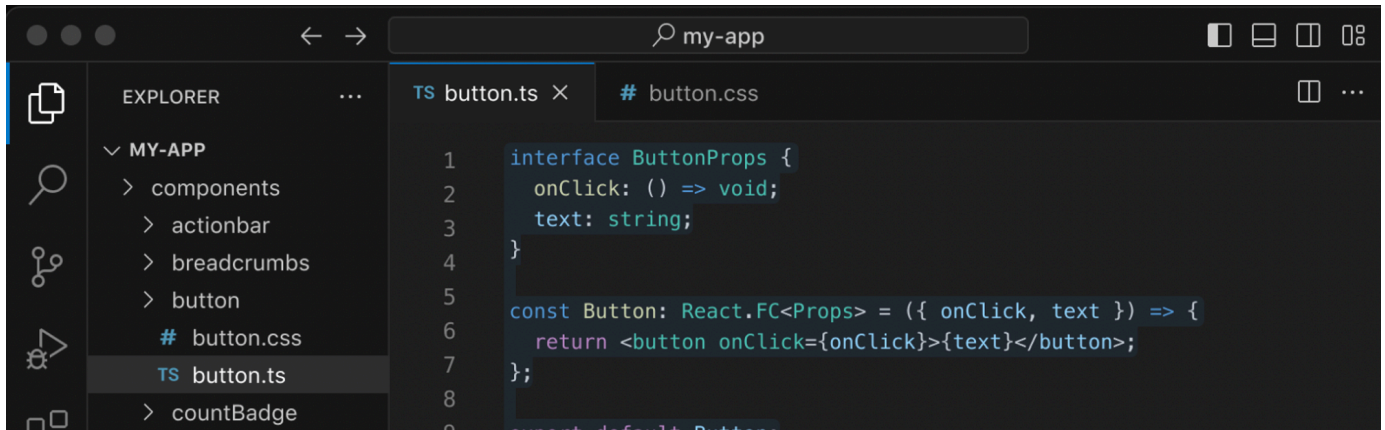 my-app
EXPLORER ···
TS button.ts ×
# button.css
···
MY-APP
components
actionbar
breadcrumbs
button
# button.css
TS button.ts
countBadge
1 interface ButtonProps {
2   onClick: () => void;
3   text: string;
4 }
5
6 const Button: React.FC<Props> = ({ onClick, text }) => {
7   return <button onClick={onClick}>{text}</button>;
8 };